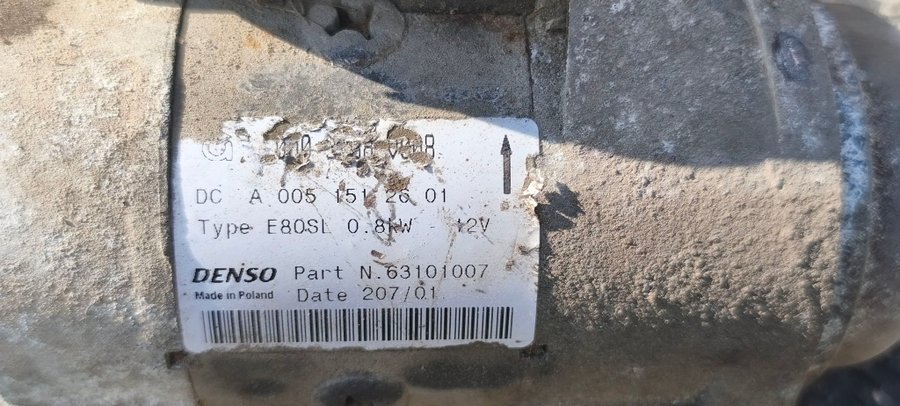 DC A 005 151 26 01
Type E80SL 0.8kW - 12V
DENSO Part N.63101007
Made in Poland Date 207/01